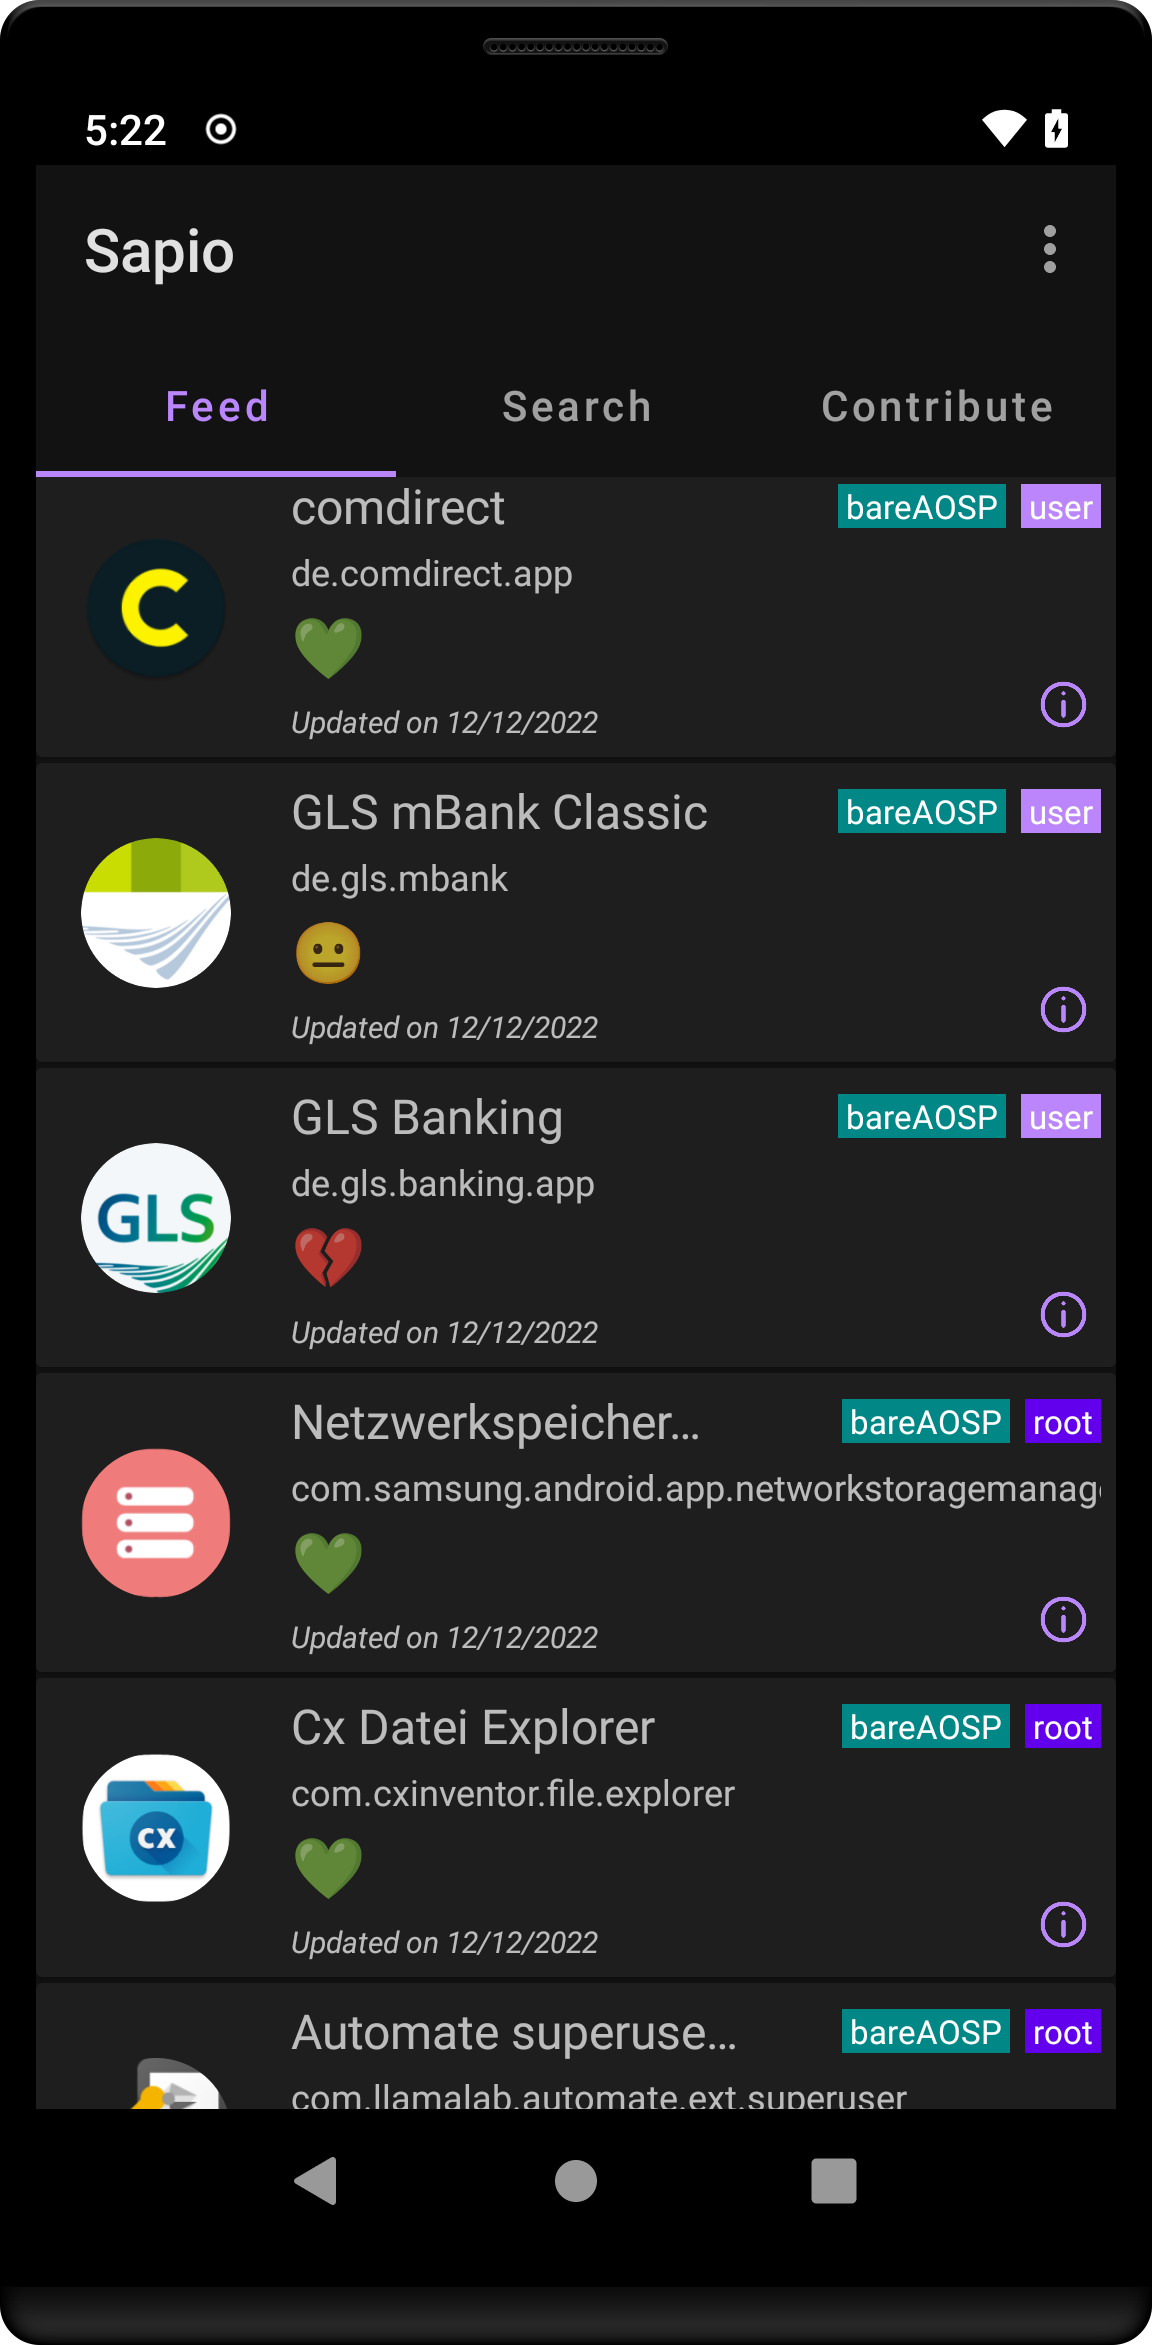 5:22
Sapio
Feed Search Contribute
comdirect bareAOSP user
de.comdirect.app
Updated on 12/12/2022
GLS mBank Classic bareAOSP user
de.gls.mbank
Updated on 12/12/2022
GLS Banking bareAOSP user
de.gls.banking.app
GLS
Updated on 12/12/2022
Netzwerkspeicher... bareAOSP root
com.samsung.android.app.networkstoragemanag
Updated on 12/12/2022
Cx Datei Explorer bareAOSP root
com.cxinventor.file.explorer
CX
Updated on 12/12/2022
Automate superuse... bareAOSP root
com.llamalab.automate.ext.superuser